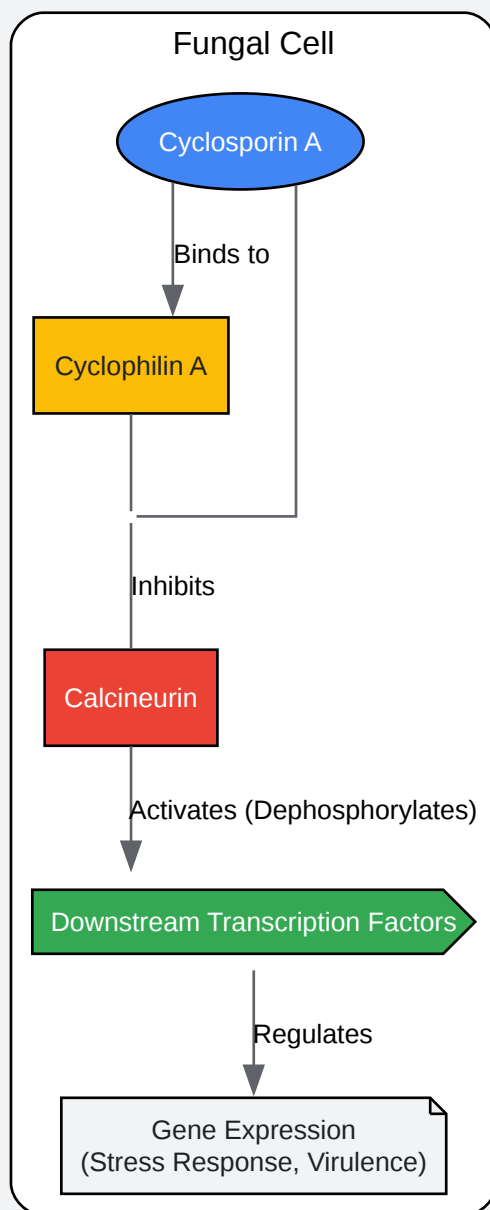 Fungal Cell
Cyclosporin A
Binds to
Cyclophilin A
Inhibits
Calcineurin
Activates (Dephosphorylates)
Downstream Transcription Factors
Regulates
Gene Expression
(Stress Response, Virulence)